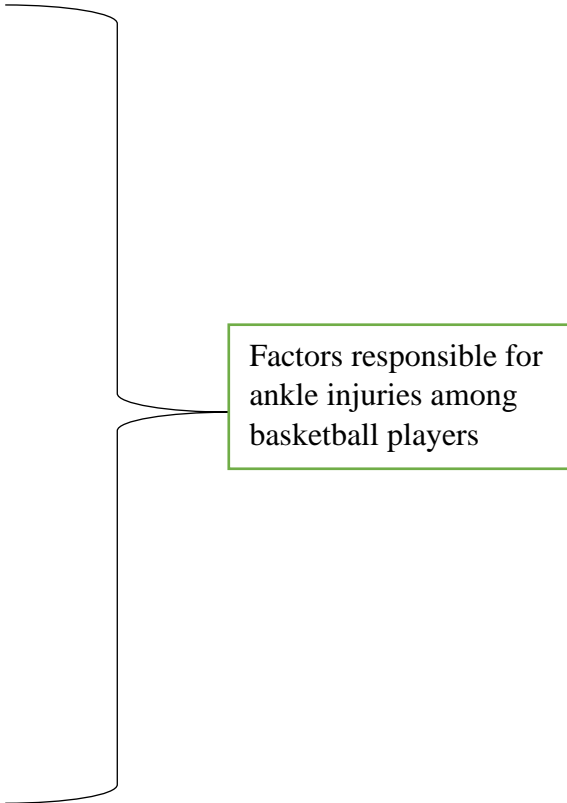 Factors responsible for
ankle injuries among
basketball players